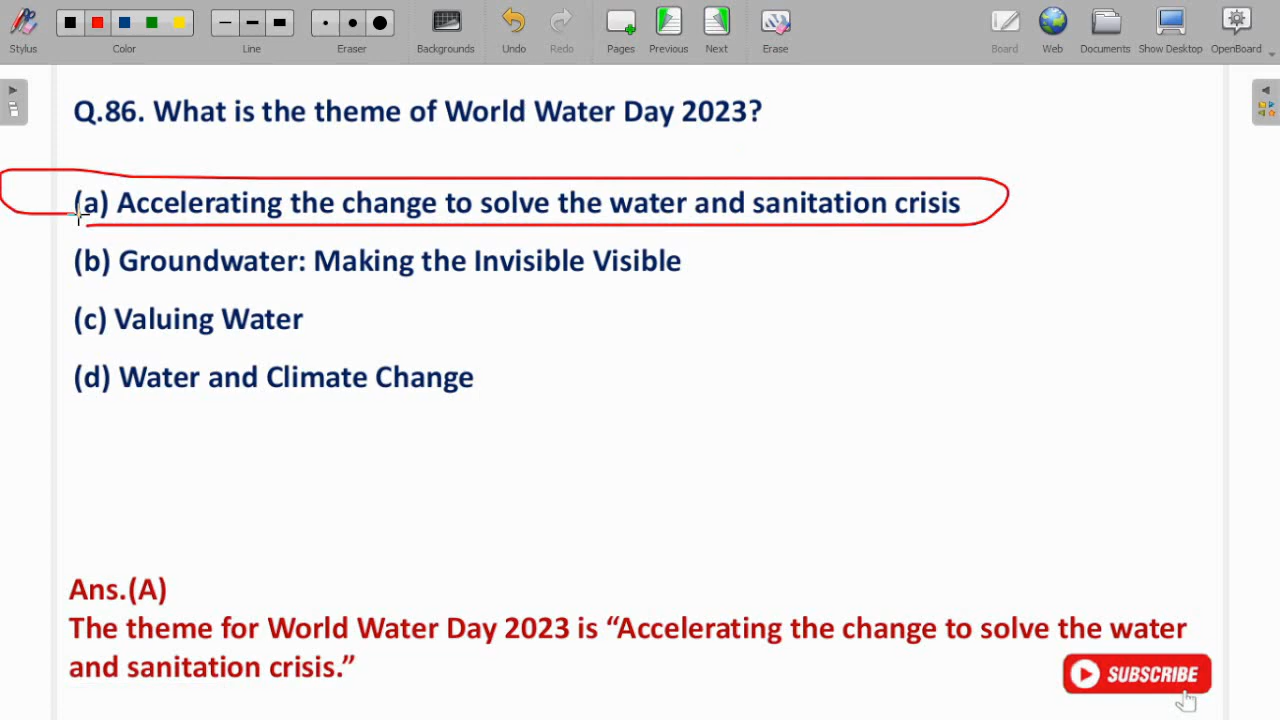 Stylus Color Line Eraser Backgrounds Undo Redo Pages Previous Next Erase Board Web Documents Show Desktop OpenBoard
Q.86. What is the theme of World Water Day 2023?
(a) Accelerating the change to solve the water and sanitation crisis
(b) Groundwater: Making the Invisible Visible
(c) Valuing Water
(d) Water and Climate Change
Ans.(A)
The theme for World Water Day 2023 is “Accelerating the change to solve the water
and sanitation crisis.”
SUBSCRIBE